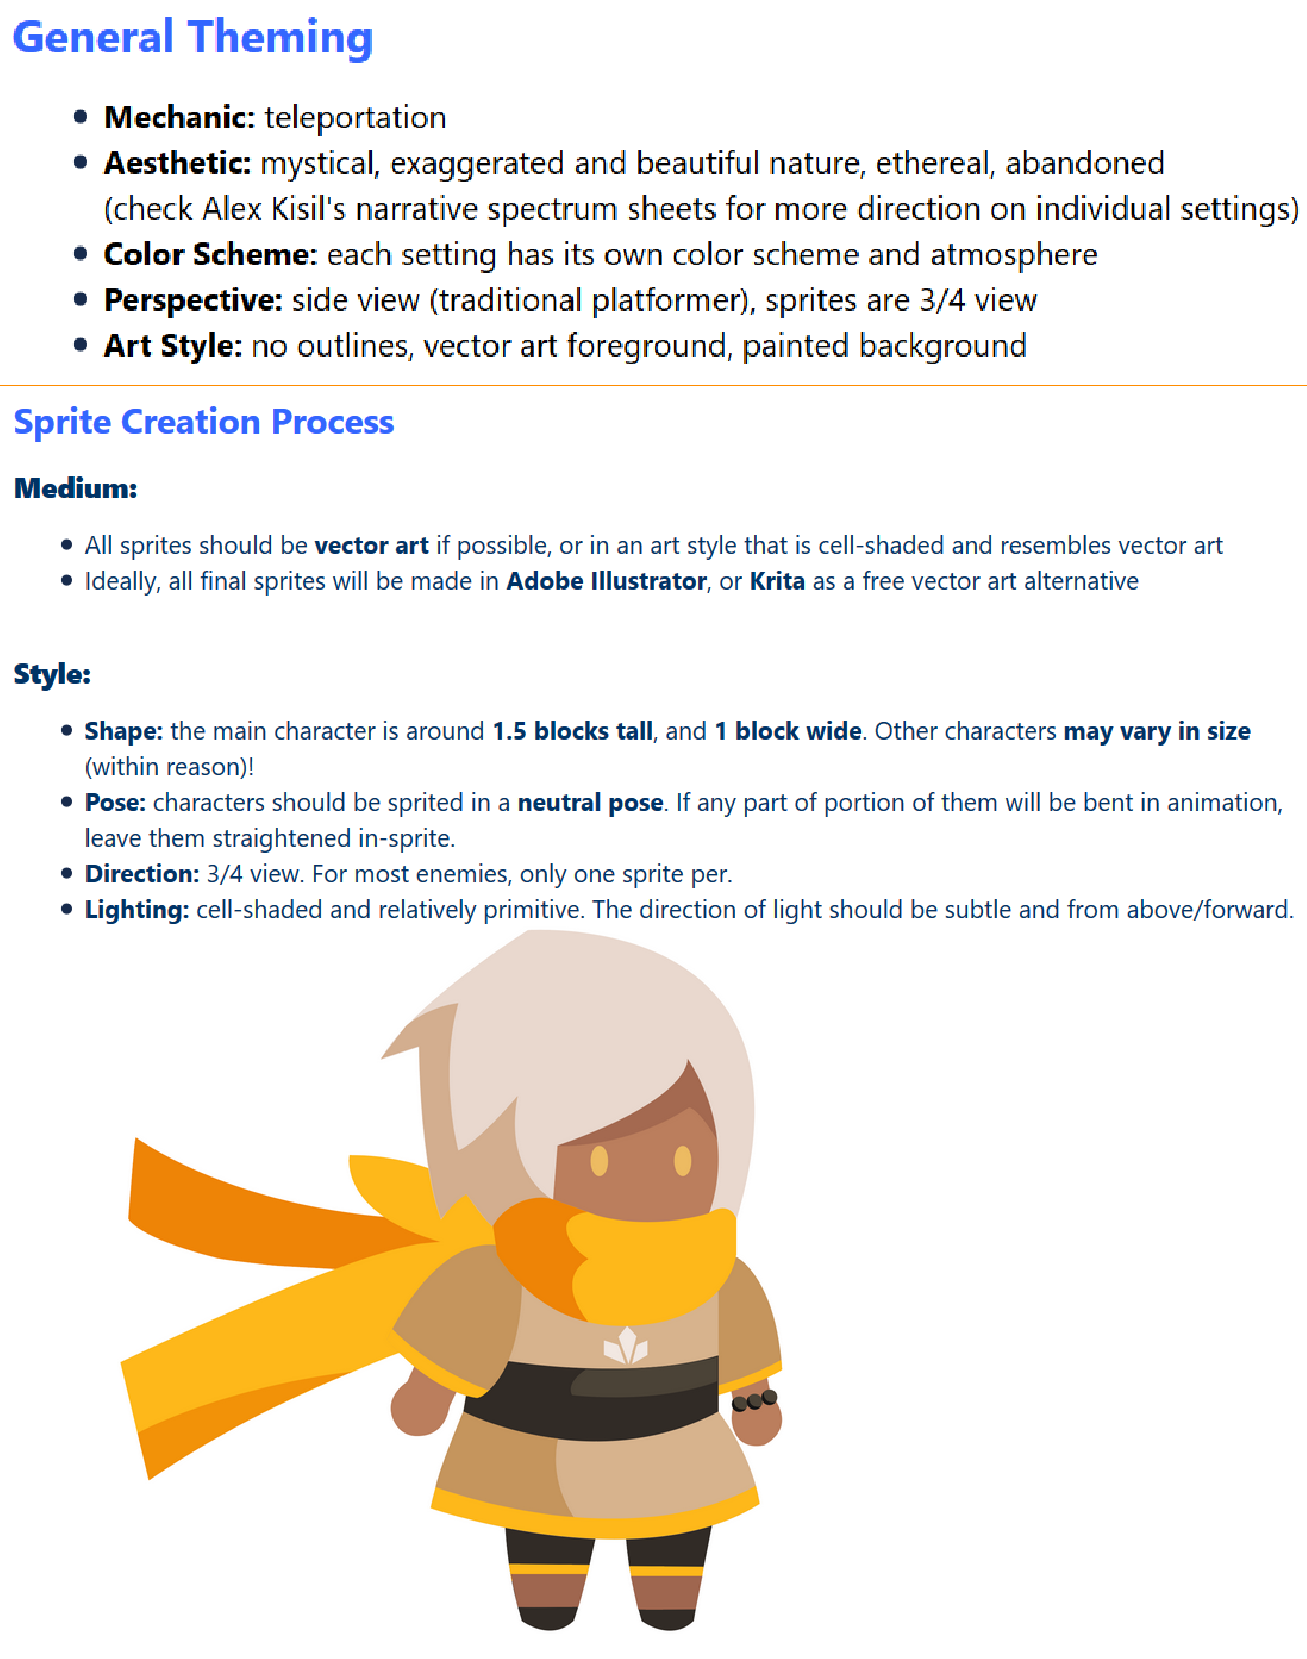 General Theming
• Mechanic: teleportation
• Aesthetic: mystical, exaggerated and beautiful nature, ethereal, abandoned
(check Alex Kisil's narrative spectrum sheets for more direction on individual settings)
• Color Scheme: each setting has its own color scheme and atmosphere
• Perspective: side view (traditional platformer), sprites are 3/4 view
• Art Style: no outlines, vector art foreground, painted background
Sprite Creation Process
Medium:
• All sprites should be vector art if possible, or in an art style that is cell-shaded and resembles vector art
• Ideally, all final sprites will be made in Adobe Illustrator, or Krita as a free vector art alternative
Style:
• Shape: the main character is around 1.5 blocks tall, and 1 block wide. Other characters may vary in size
(within reason)!
• Pose: characters should be sprited in a neutral pose. If any part of portion of them will be bent in animation,
leave them straightened in-sprite.
• Direction: 3/4 view. For most enemies, only one sprite per.
• Lighting: cell-shaded and relatively primitive. The direction of light should be subtle and from above/forward.